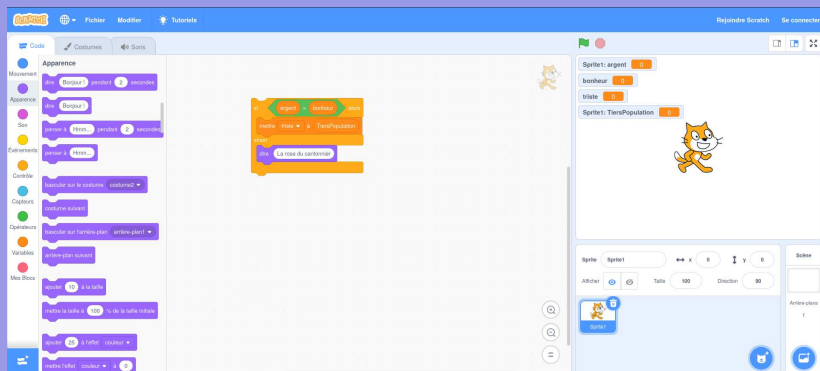 SCRATCH
Fichier
Modifier
Tutoriels
Rejoindre Scratch
Se connecter
Code
Costumes
Sons
Mouvement
Apparence
Son
Événements
Contrôle
Capteurs
Opérateurs
Variables
Mes Blocs
Apparence
dire Bonjour ! pendant 2 secondes
dire Bonjour !
penser à Hmm... pendant 2 secondes
penser à Hmm...
basculer sur le costume costume2
costume suivant
basculer sur l'arrière-plan arrière-plan1
arrière-plan suivant
ajouter 10 à la taille
mettre la taille à 100 % de la taille initiale
ajouter 25 à l'effet couleur
mettre l'effet couleur à 0
si argent = bonheur alors
mettre triste à TiersPopulation
sinon
dire La rose du cantonnier
Sprite1: argent 0
bonheur 0
triste 0
Sprite1: TiersPopulation 0
Sprite Sprite1 x 0 y 0
Afficher Taille 100 Direction 90
Sprite1
Scène
Arrière-plans
1